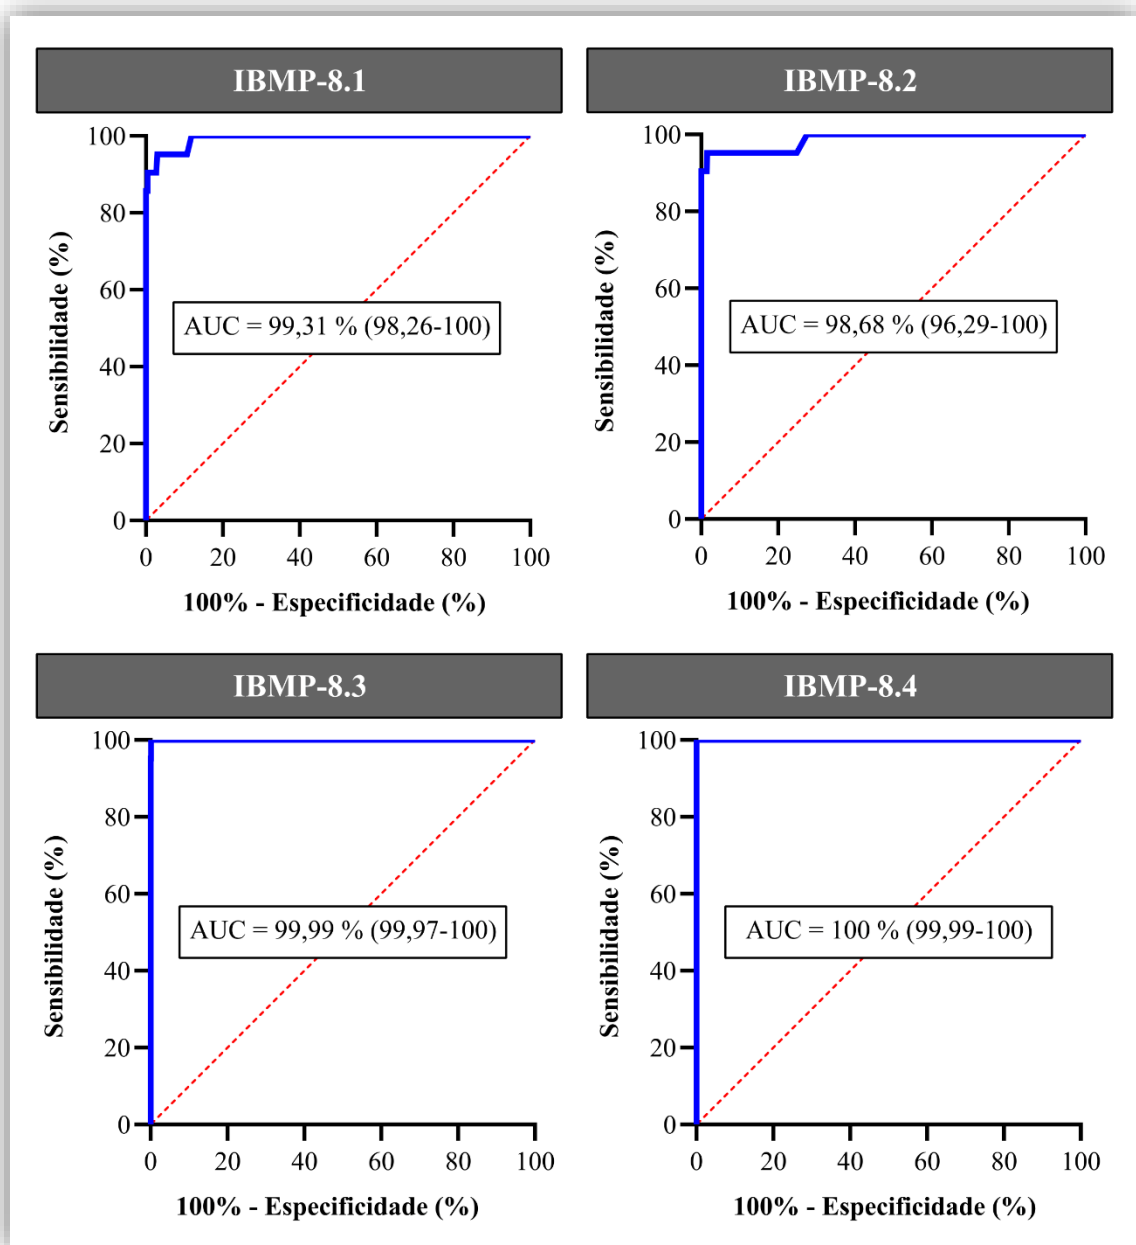 IBMP-8.1
100
80
60
40
20
0
Sensibilidade (%)
AUC = 99,31 % (98,26-100)
0 20 40 60 80 100
100% - Especificidade (%)
IBMP-8.2
100
80
60
40
20
0
Sensibilidade (%)
AUC = 98,68 % (96,29-100)
0 20 40 60 80 100
100% - Especificidade (%)
IBMP-8.3
100
80
60
40
20
0
Sensibilidade (%)
AUC = 99,99 % (99,97-100)
0 20 40 60 80 100
100% - Especificidade (%)
IBMP-8.4
100
80
60
40
20
0
Sensibilidade (%)
AUC = 100 % (99,99-100)
0 20 40 60 80 100
100% - Especificidade (%)